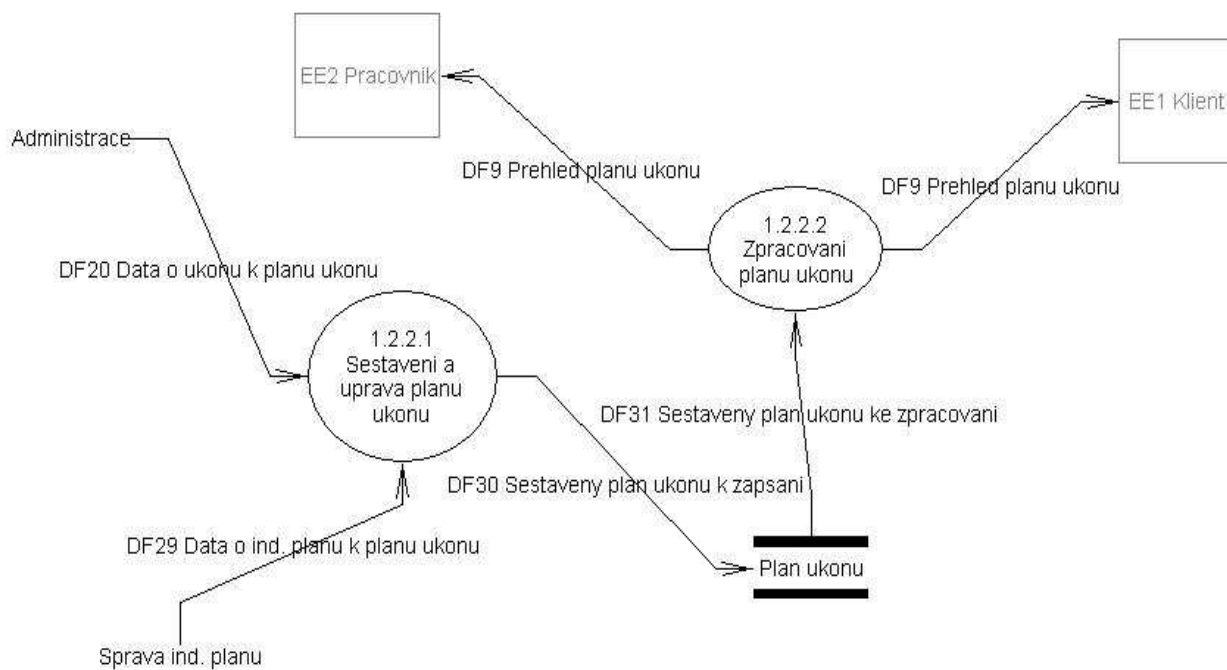 EE2 Pracovnik
EE1 Klient
Administrace
DF9 Prehled planu ukonu
DF9 Prehled planu ukonu
1.2.2.2
Zpracovani
planu ukonu
DF20 Data o ukonu k planu ukonu
1.2.2.1
Sestaveni a
uprava planu
ukonu
DF31 Sestaveny plan ukonu ke zpracovani
DF30 Sestaveny plan ukonu k zapsani
DF29 Data o ind. planu k planu ukonu
Plan ukonu
Sprava ind. planu